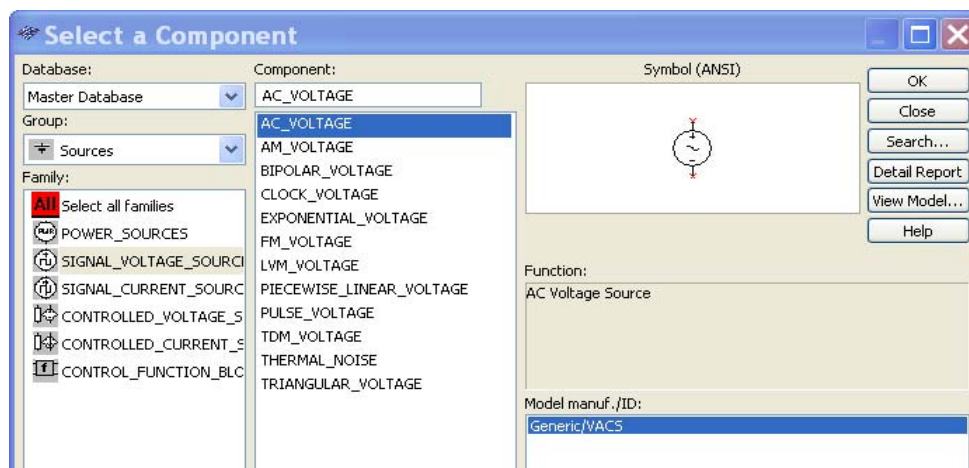 Select a Component
Database:
Master Database
Group:
Sources
Family:
All Select all families
POWER_SOURCES
SIGNAL_VOLTAGE_SOURC
SIGNAL_CURRENT_SOURC
CONTROLLED_VOLTAGE_S
CONTROLLED_CURRENT_S
CONTROL_FUNCTION_BLO
Component:
AC_VOLTAGE
AC_VOLTAGE
AM_VOLTAGE
BIPOLAR_VOLTAGE
CLOCK_VOLTAGE
EXPONENTIAL_VOLTAGE
FM_VOLTAGE
LVM_VOLTAGE
PIECEWISE_LINEAR_VOLTAGE
PULSE_VOLTAGE
TDM_VOLTAGE
THERMAL_NOISE
TRIANGULAR_VOLTAGE
Symbol (ANSI)
Function:
AC Voltage Source
Model manuf./ID:
Generic/VACS
OK
Close
Search...
Detail Report
View Model...
Help